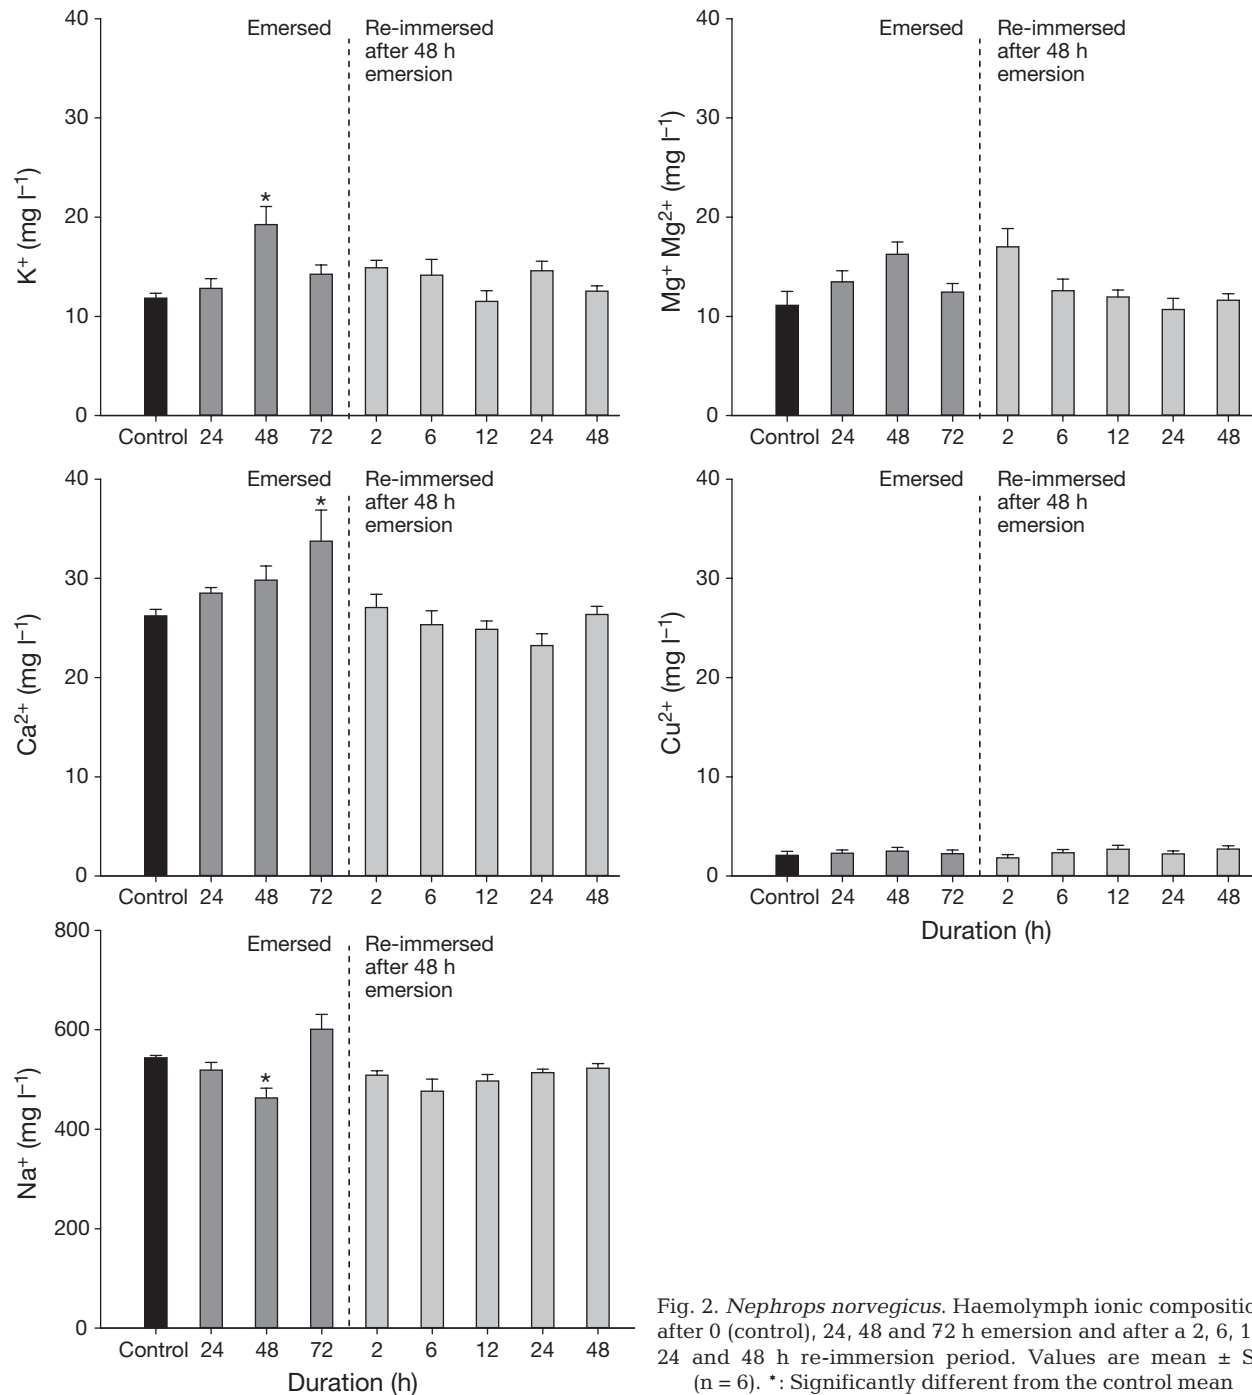 40
30
20
10
0
K⁺ (mg l⁻¹)
Emersed
Re-immersed
after 48 h
emersion
*
Control 24 48 72 2 6 12 24 48
40
30
20
10
0
Mg⁺ Mg²⁺ (mg l⁻¹)
Emersed
Re-immersed
after 48 h
emersion
Control 24 48 72 2 6 12 24 48
40
30
20
10
0
Ca²⁺ (mg l⁻¹)
Emersed
Re-immersed
after 48 h
emersion
*
Control 24 48 72 2 6 12 24 48
40
30
20
10
0
Cu²⁺ (mg l⁻¹)
Emersed
Re-immersed
after 48 h
emersion
Control 24 48 72 2 6 12 24 48
Duration (h)
800
600
400
200
0
Na⁺ (mg l⁻¹)
Emersed
Re-immersed
after 48 h
emersion
*
Control 24 48 72 2 6 12 24 48
Duration (h)
Fig. 2. Nephrops norvegicus. Haemolymph ionic compositio
after 0 (control), 24, 48 and 72 h emersion and after a 2, 6, 1
24 and 48 h re-immersion period. Values are mean ± S
(n = 6). *: Significantly different from the control mean